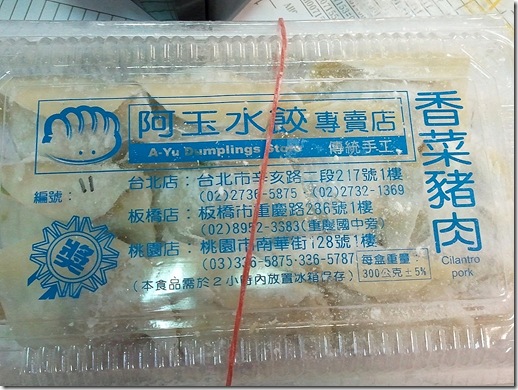 阿玉水餃專賣店
A-Yu Dumplings Store 傳統手工
香菜豬肉
Cilantro
pork
編號： 11
獎
台北店：台北市辛亥路二段217號1樓
(02)2736-5875．(02)2732-1369
板橋店：板橋市重慶路236號1樓
(02)8952-3583(重慶國中旁)
桃園店：桃園市南華街128號1樓
(03)336-5875·336-5787
(本食品需於2小時內放置冰箱保存)
每盒重量：
300公克±5%